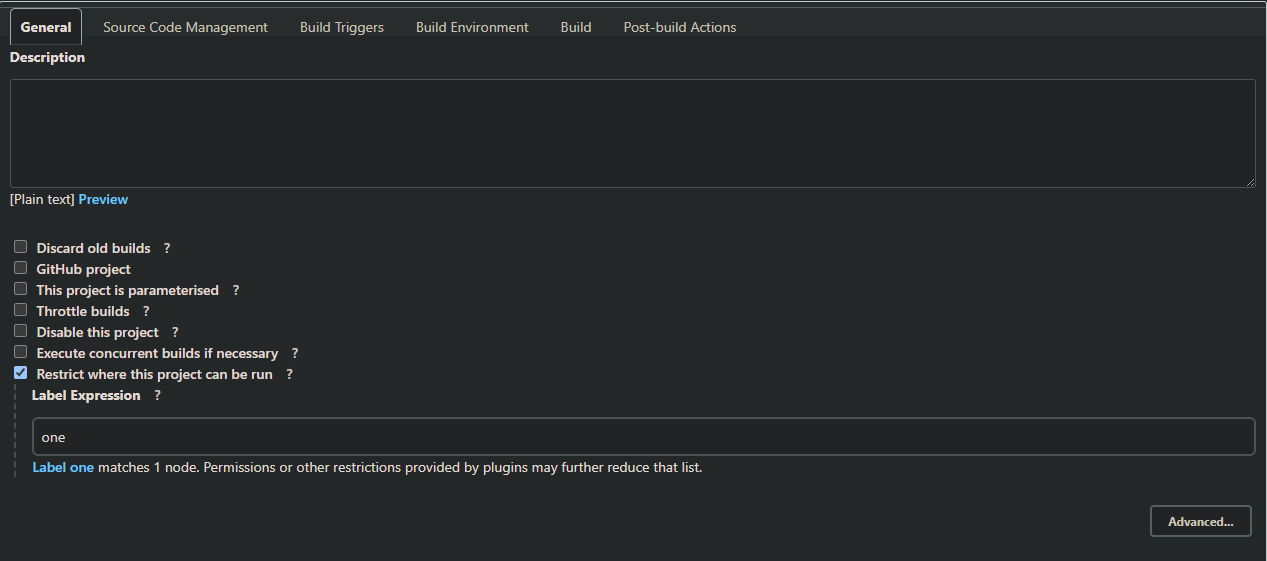 General Source Code Management Build Triggers Build Environment Build Post-build Actions
Description
[Plain text] Preview
Discard old builds ?
GitHub project
This project is parameterised ?
Throttle builds ?
Disable this project ?
Execute concurrent builds if necessary ?
Restrict where this project can be run ?
Label Expression ?
one
Label one matches 1 node. Permissions or other restrictions provided by plugins may further reduce that list.
Advanced...